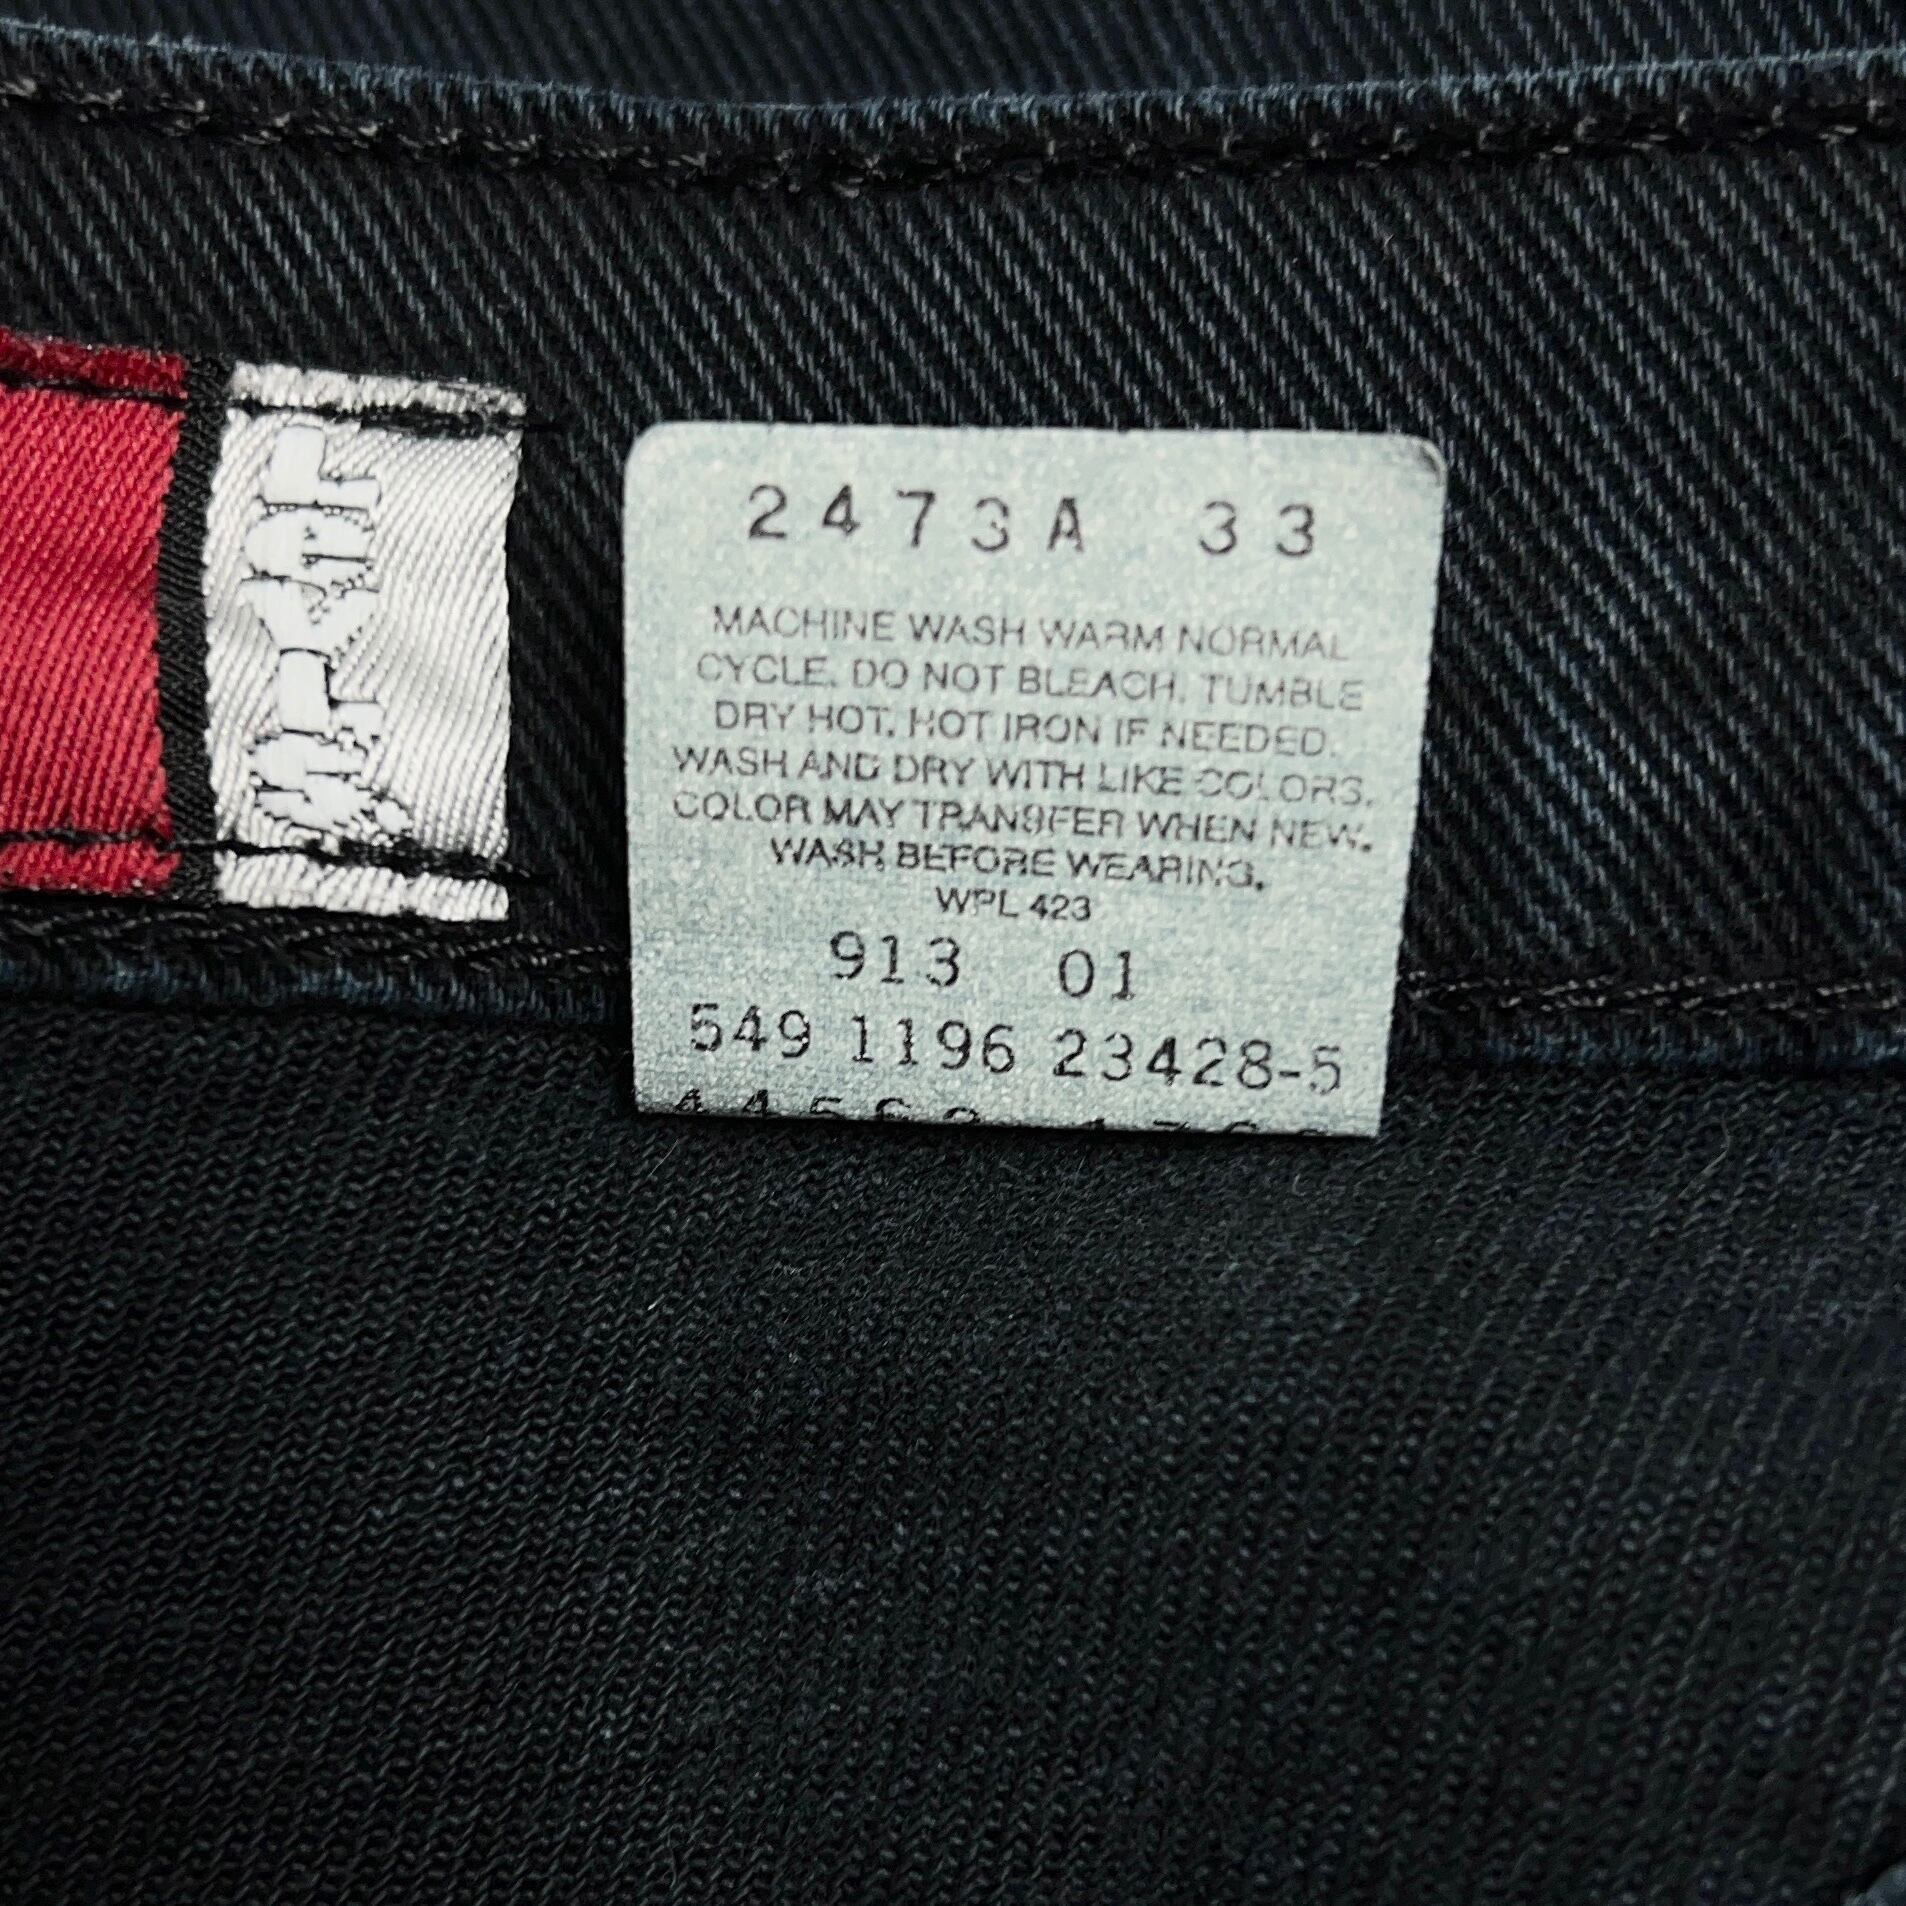 2473A 33
MACHINE WASH WARM NORMAL
CYCLE. DO NOT BLEACH. TUMBLE
DRY HOT. HOT IRON IF NEEDED.
WASH AND DRY WITH LIKE COLORS.
COLOR MAY TRANSFER WHEN NEW.
WASH BEFORE WEARING.
WPL 423
913 01
549 1196 23428-5